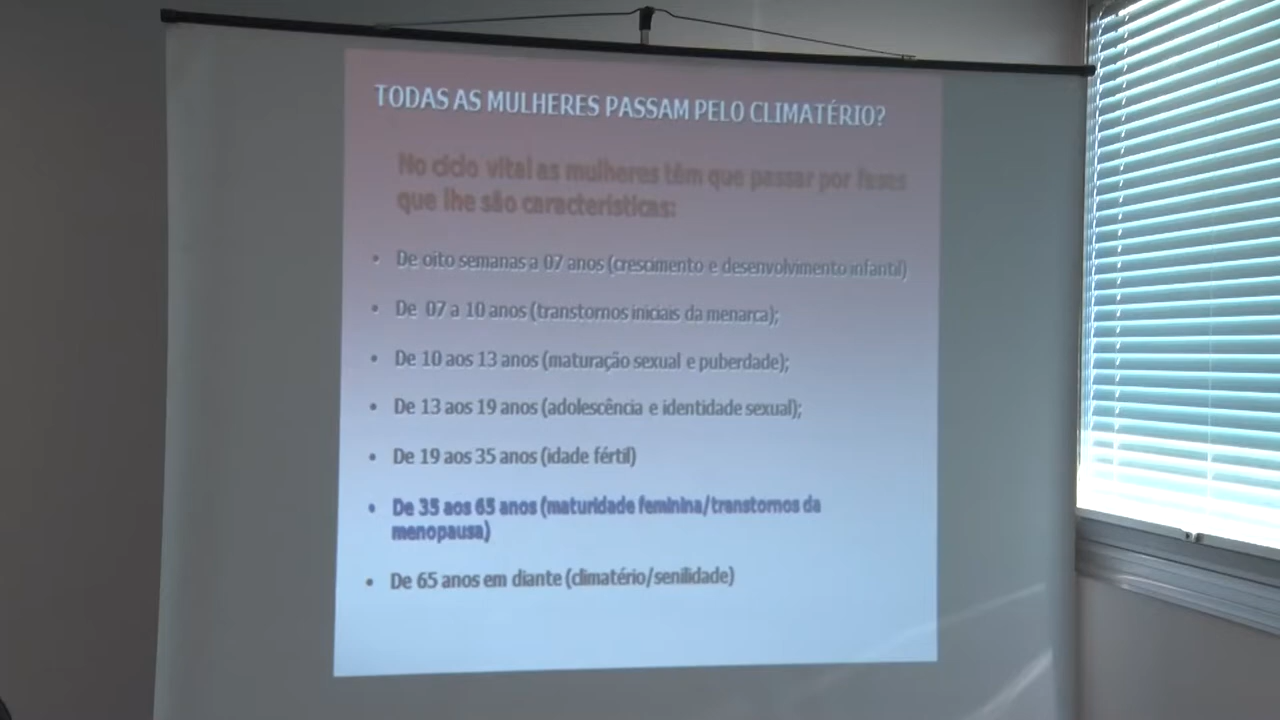 TODAS AS MULHERES PASSAM PELO CLIMATÉRIO?
No ciclo vital as mulheres têm que passar por fases
que lhe são características:
• De oito semanas a 07 anos (crescimento e desenvolvimento infantil)
• De 07 a 10 anos (transtornos iniciais da menarca);
• De 10 aos 13 anos (maturação sexual e puberdade);
• De 13 aos 19 anos (adolescência e identidade sexual);
• De 19 aos 35 anos (idade fértil)
• De 35 aos 65 anos (maturidade feminina/transtornos da
menopausa)
• De 65 anos em diante (climatério/senilidade)